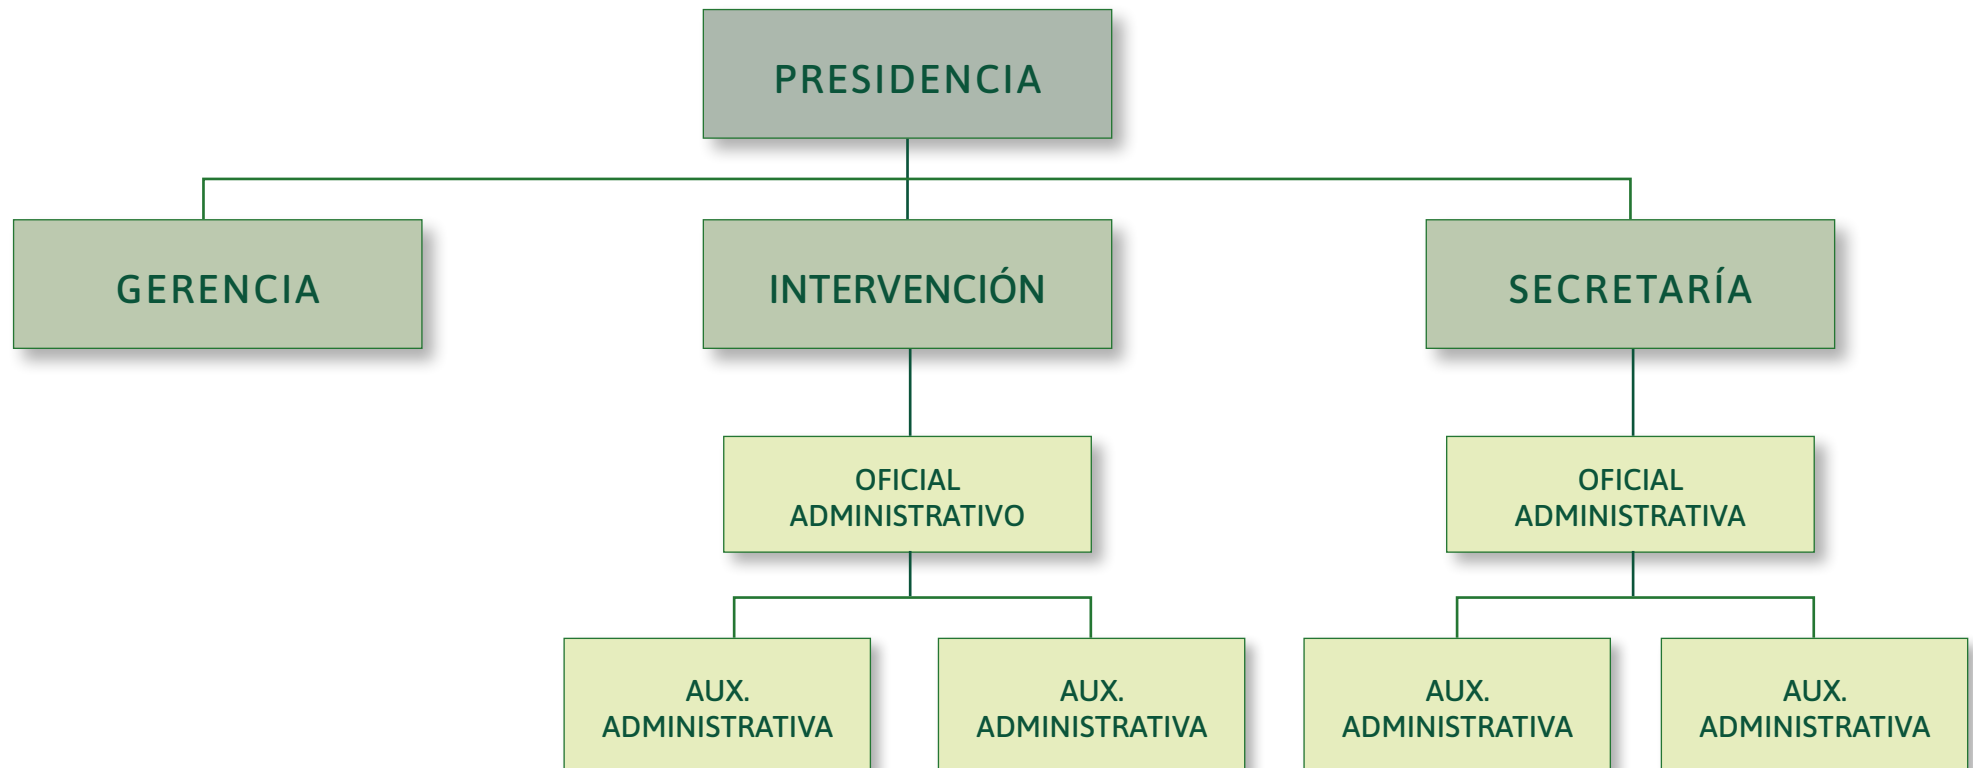 PRESIDENCIA
GERENCIA
INTERVENCIÓN
SECRETARÍA
OFICIAL
ADMINISTRATIVO
OFICIAL
ADMINISTRATIVA
AUX.
ADMINISTRATIVA
AUX.
ADMINISTRATIVA
AUX.
ADMINISTRATIVA
AUX.
ADMINISTRATIVA